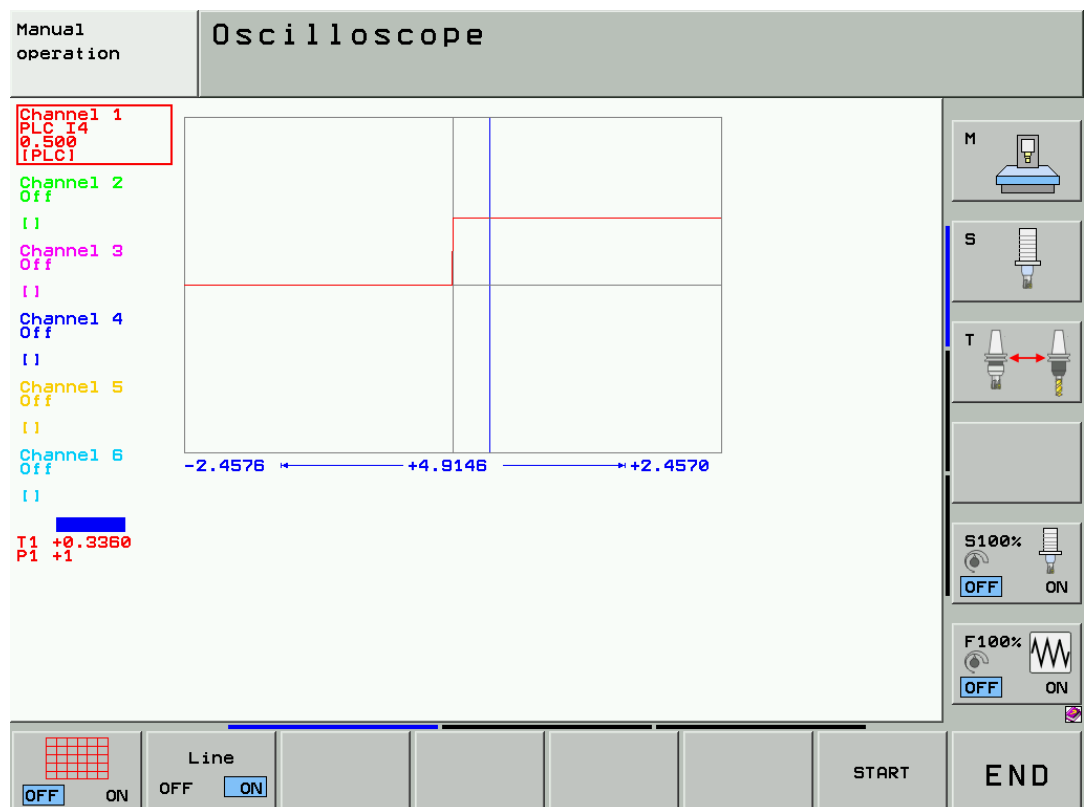 Manual
operation
Oscilloscope
Channel 1
PLC I4
0.500
[PLC]
Channel 2
Off
[]
Channel 3
Off
[]
Channel 4
Off
[]
Channel 5
Off
[]
Channel 6
Off
[]
T1 +0.3360
P1 +1
-2.4576 +4.9146 +2.4570
M
S
T
S100%
OFF ON
F100%
OFF ON
OFF ON
Line
OFF ON
START
END